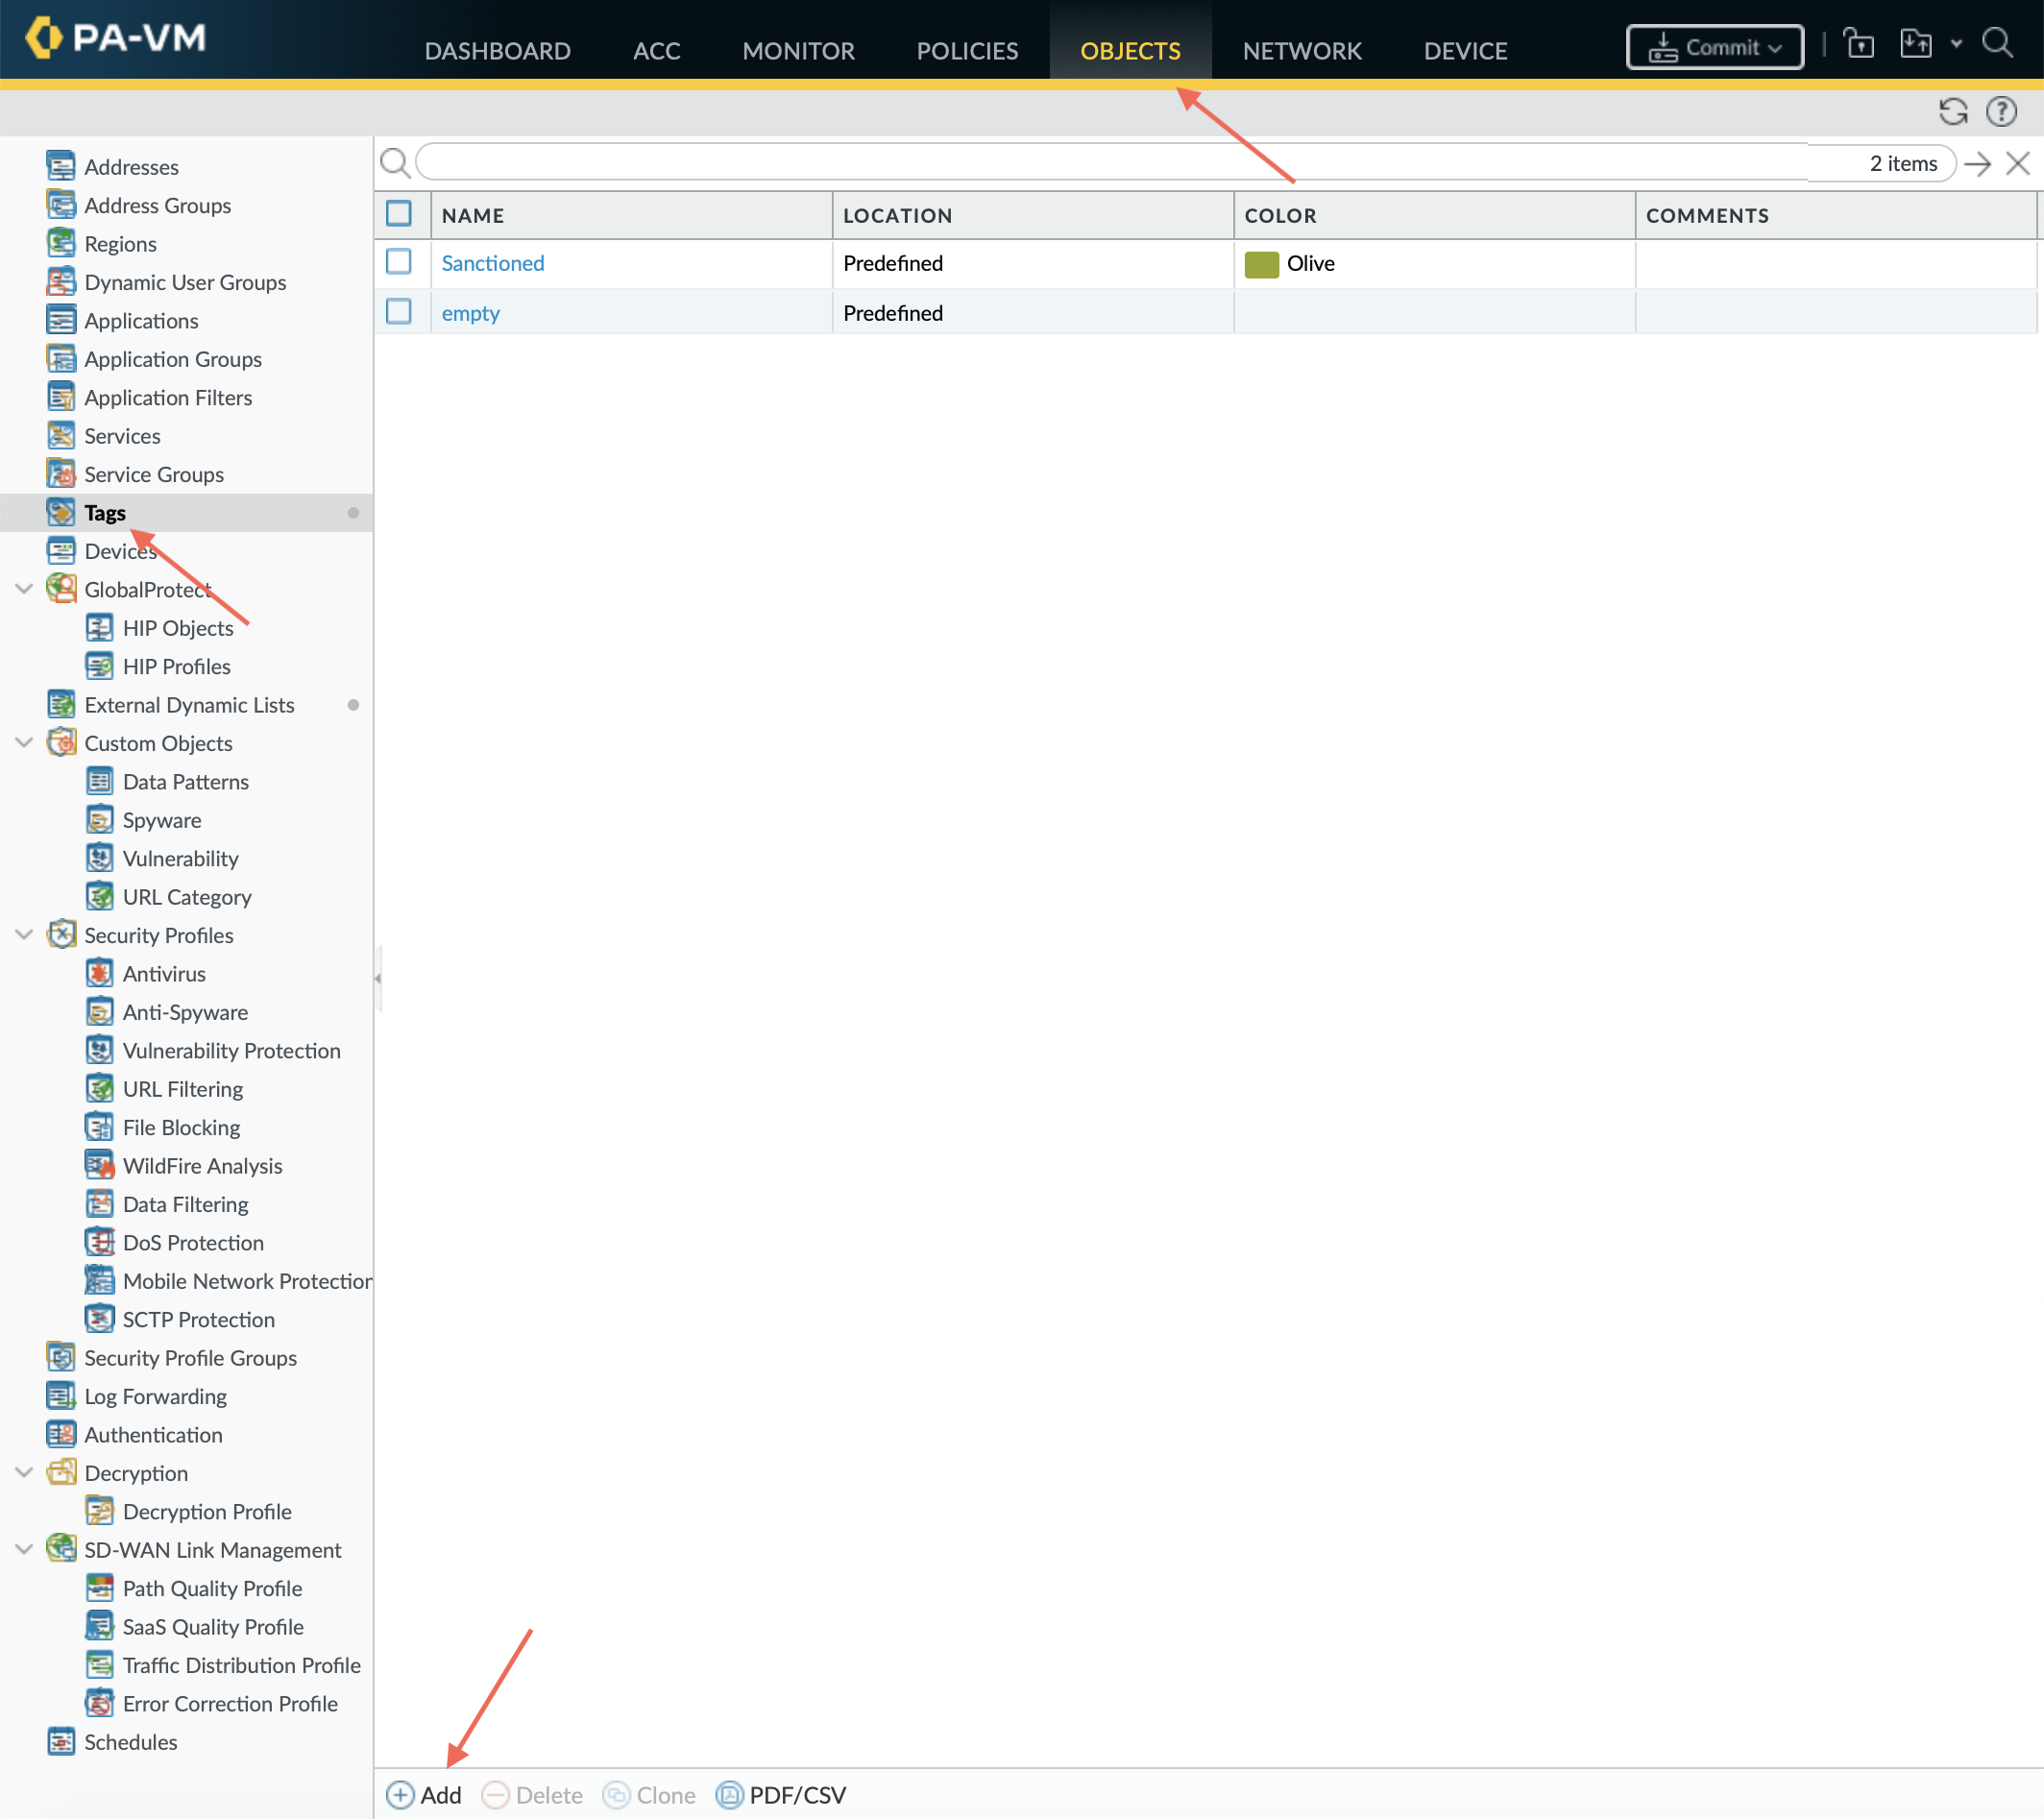 PA-VM
DASHBOARD ACC MONITOR POLICIES OBJECTS NETWORK DEVICE Commit
2 items
Addresses
Address Groups
Regions
Dynamic User Groups
Applications
Application Groups
Application Filters
Services
Service Groups
Tags
Devices
GlobalProtect
HIP Objects
HIP Profiles
External Dynamic Lists
Custom Objects
Data Patterns
Spyware
Vulnerability
URL Category
Security Profiles
Antivirus
Anti-Spyware
Vulnerability Protection
URL Filtering
File Blocking
WildFire Analysis
Data Filtering
DoS Protection
Mobile Network Protection
SCTP Protection
Security Profile Groups
Log Forwarding
Authentication
Decryption
Decryption Profile
SD-WAN Link Management
Path Quality Profile
SaaS Quality Profile
Traffic Distribution Profile
Error Correction Profile
Schedules
NAME LOCATION COLOR COMMENTS
Sanctioned Predefined Olive
empty Predefined
Add Delete Clone PDF/CSV